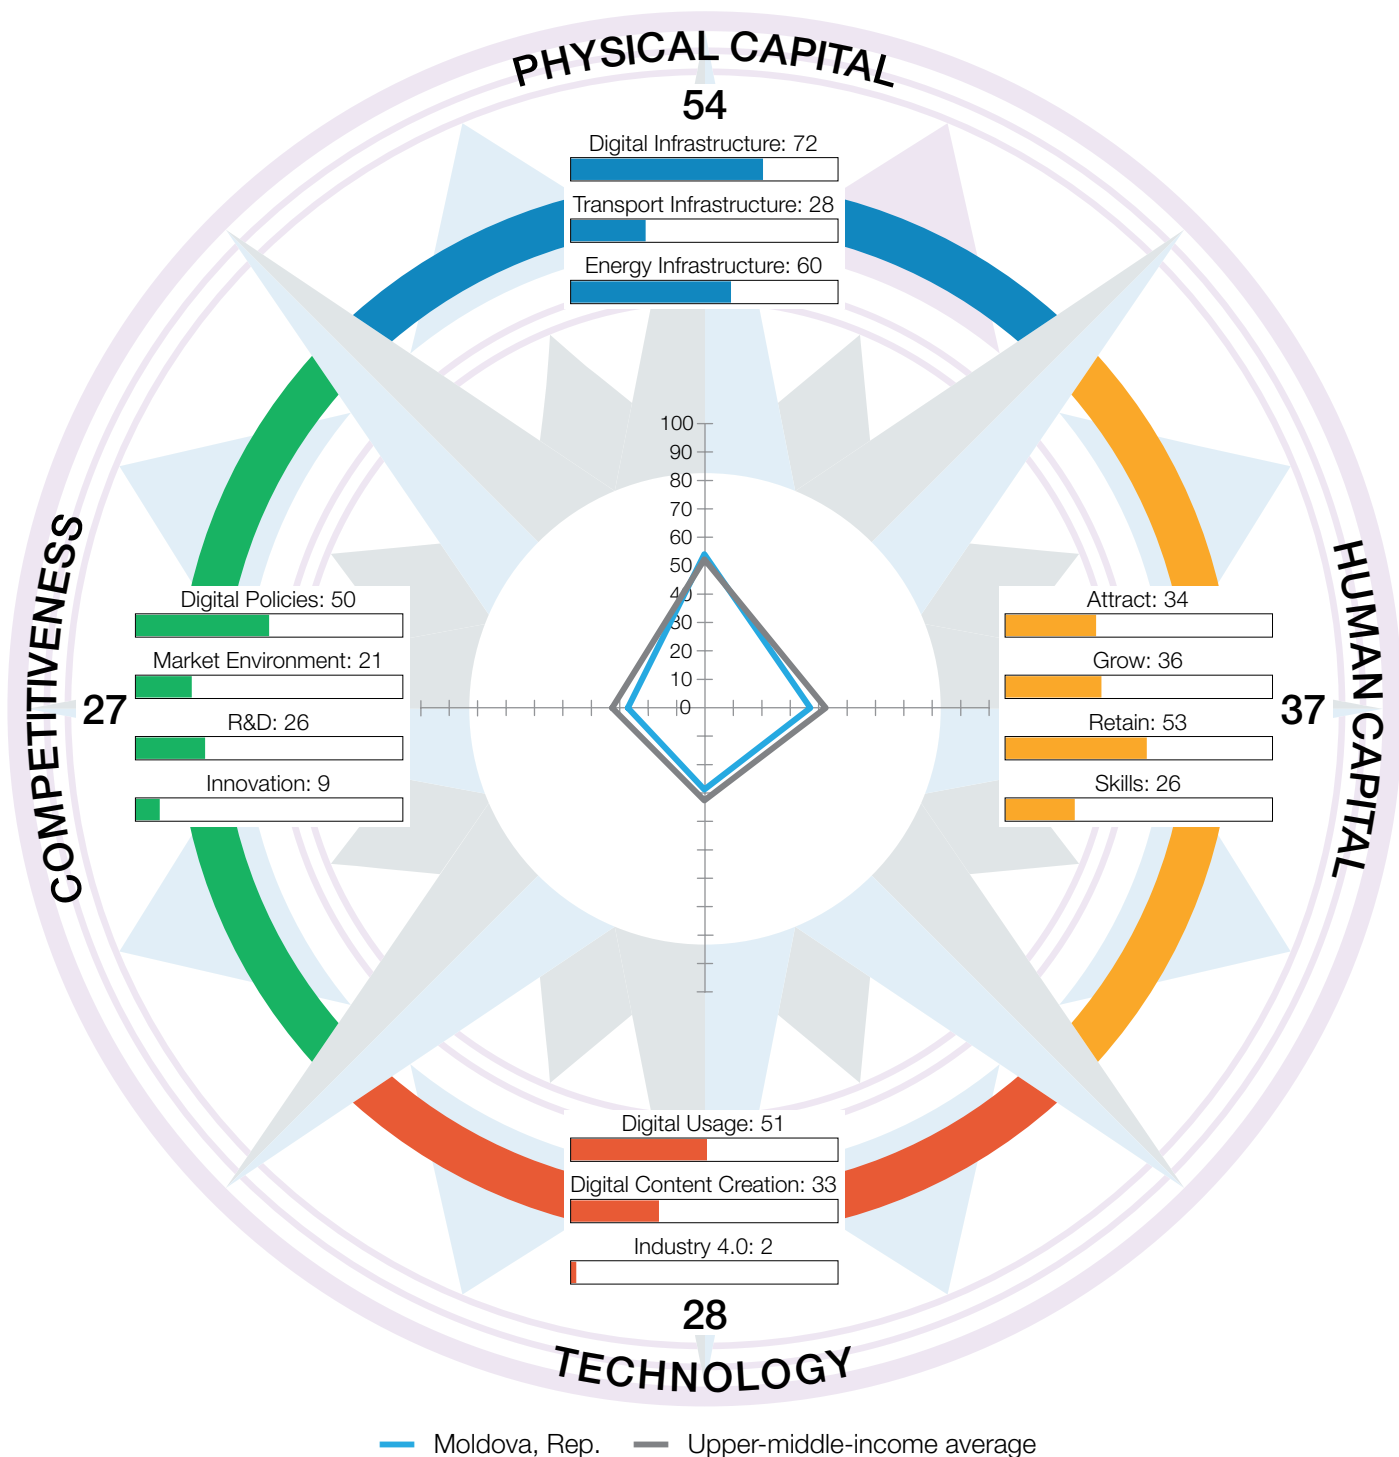 PHYSICAL CAPITAL
54
Digital Infrastructure: 72
Transport Infrastructure: 28
Energy Infrastructure: 60
100
90
80
70
60
50
40
30
20
10
0
COMPETITIVENESS
27
Digital Policies: 50
Market Environment: 21
R&D: 26
Innovation: 9
HUMAN CAPITAL
37
Attract: 34
Grow: 36
Retain: 53
Skills: 26
Digital Usage: 51
Digital Content Creation: 33
Industry 4.0: 2
28
TECHNOLOGY
Moldova, Rep.
Upper-middle-income average